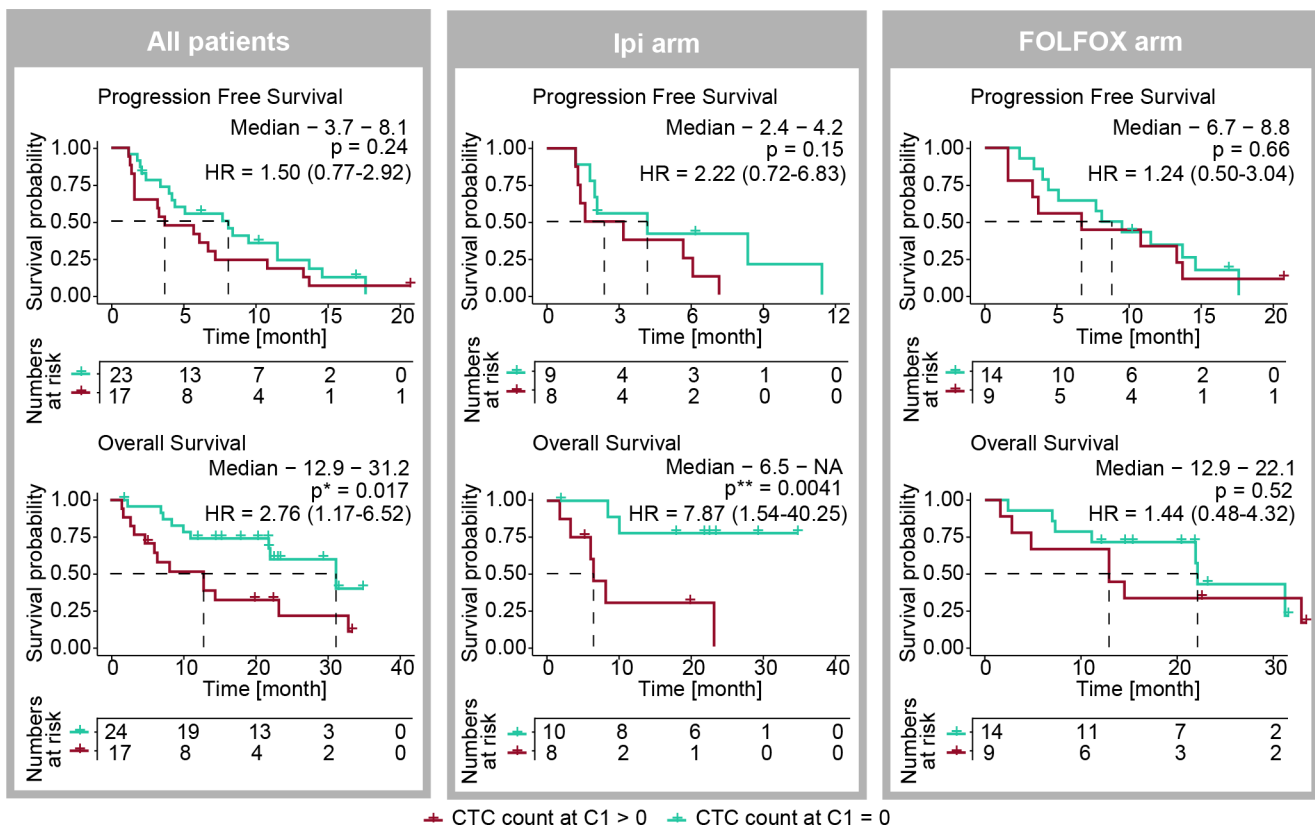 All patients
Progression Free Survival
Median − 3.7 − 8.1
p = 0.24
HR = 1.50 (0.77-2.92)
Survival probability
1.00
0.75
0.50
0.25
0.00
0 5 10 15 20
Time [month]
Numbers
at risk
23 13 7 2 0
17 8 4 1 1
Overall Survival
Median − 12.9 − 31.2
p* = 0.017
HR = 2.76 (1.17-6.52)
Survival probability
1.00
0.75
0.50
0.25
0.00
0 10 20 30 40
Time [month]
Numbers
at risk
24 19 13 3 0
17 8 4 2 0
Ipi arm
Progression Free Survival
Median − 2.4 − 4.2
p = 0.15
HR = 2.22 (0.72-6.83)
Survival probability
1.00
0.75
0.50
0.25
0.00
0 3 6 9 12
Time [month]
Numbers
at risk
9 4 3 1 0
8 4 2 0 0
Overall Survival
Median − 6.5 − NA
p** = 0.0041
HR = 7.87 (1.54-40.25)
Survival probability
1.00
0.75
0.50
0.25
0.00
0 10 20 30 40
Time [month]
Numbers
at risk
10 8 6 1 0
8 2 1 0 0
FOLFOX arm
Progression Free Survival
Median − 6.7 − 8.8
p = 0.66
HR = 1.24 (0.50-3.04)
Survival probability
1.00
0.75
0.50
0.25
0.00
0 5 10 15 20
Time [month]
Numbers
at risk
14 10 6 2 0
9 5 4 1 1
Overall Survival
Median − 12.9 − 22.1
p = 0.52
HR = 1.44 (0.48-4.32)
Survival probability
1.00
0.75
0.50
0.25
0.00
0 10 20 30
Time [month]
Numbers
at risk
14 11 7 2
9 6 3 2
CTC count at C1 > 0 CTC count at C1 = 0